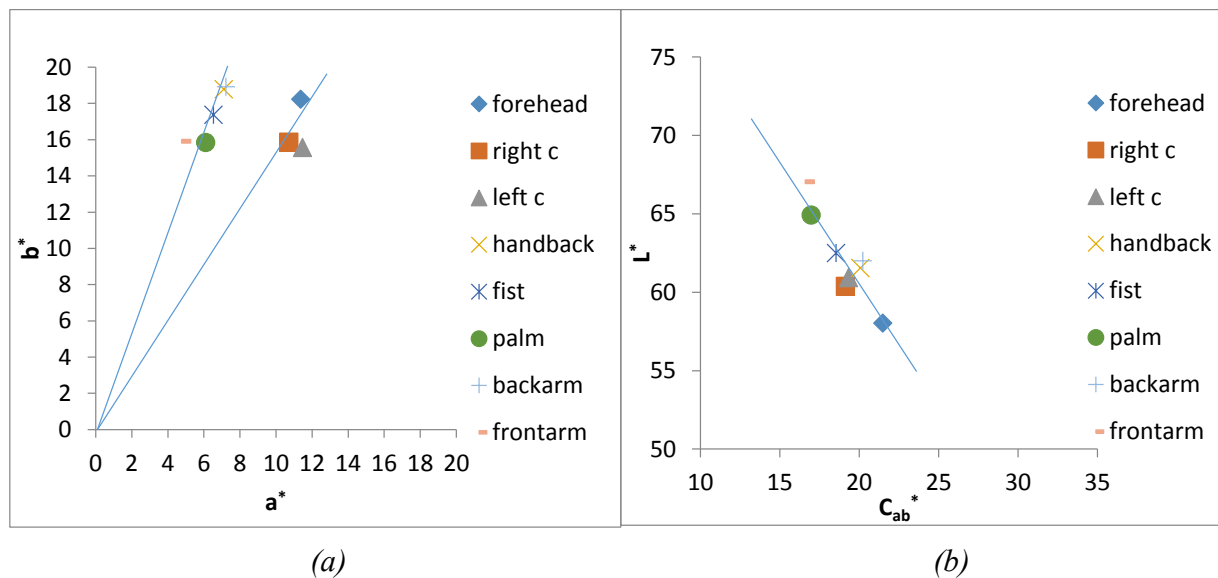 20
18
16
14
12
10
8
6
4
2
0
b*
0 2 4 6 8 10 12 14 16 18 20
a*
forehead
right c
left c
handback
fist
palm
backarm
frontarm
(a)
75
70
65
60
55
50
L*
10 15 20 25 30 35
Cab*
forehead
right c
left c
handback
fist
palm
backarm
frontarm
(b)